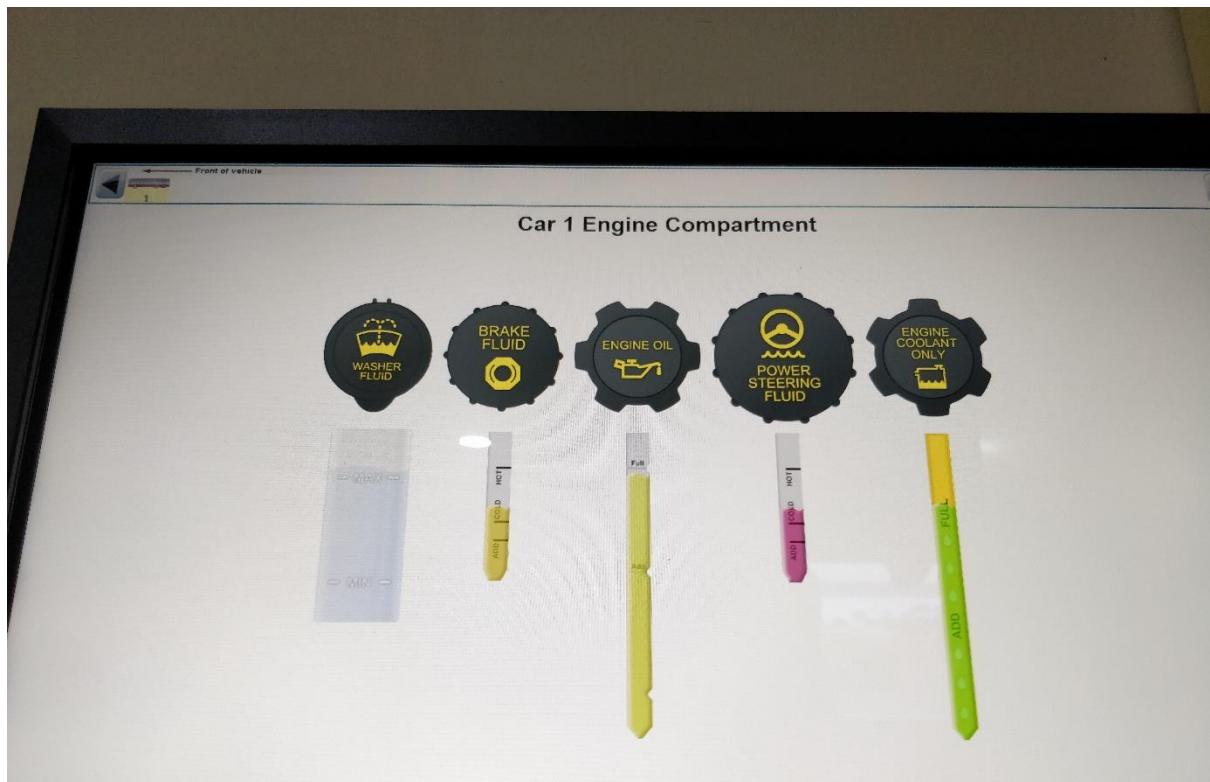 Front of vehicle
1
Car 1 Engine Compartment
WASHER
FLUID
BRAKE
FLUID
ENGINE OIL
POWER
STEERING
FLUID
ENGINE
COOLANT
ONLY
MAX
MIN
HOT
COLD
ADD
Full
Add
HOT
COLD
ADD
FULL
ADD